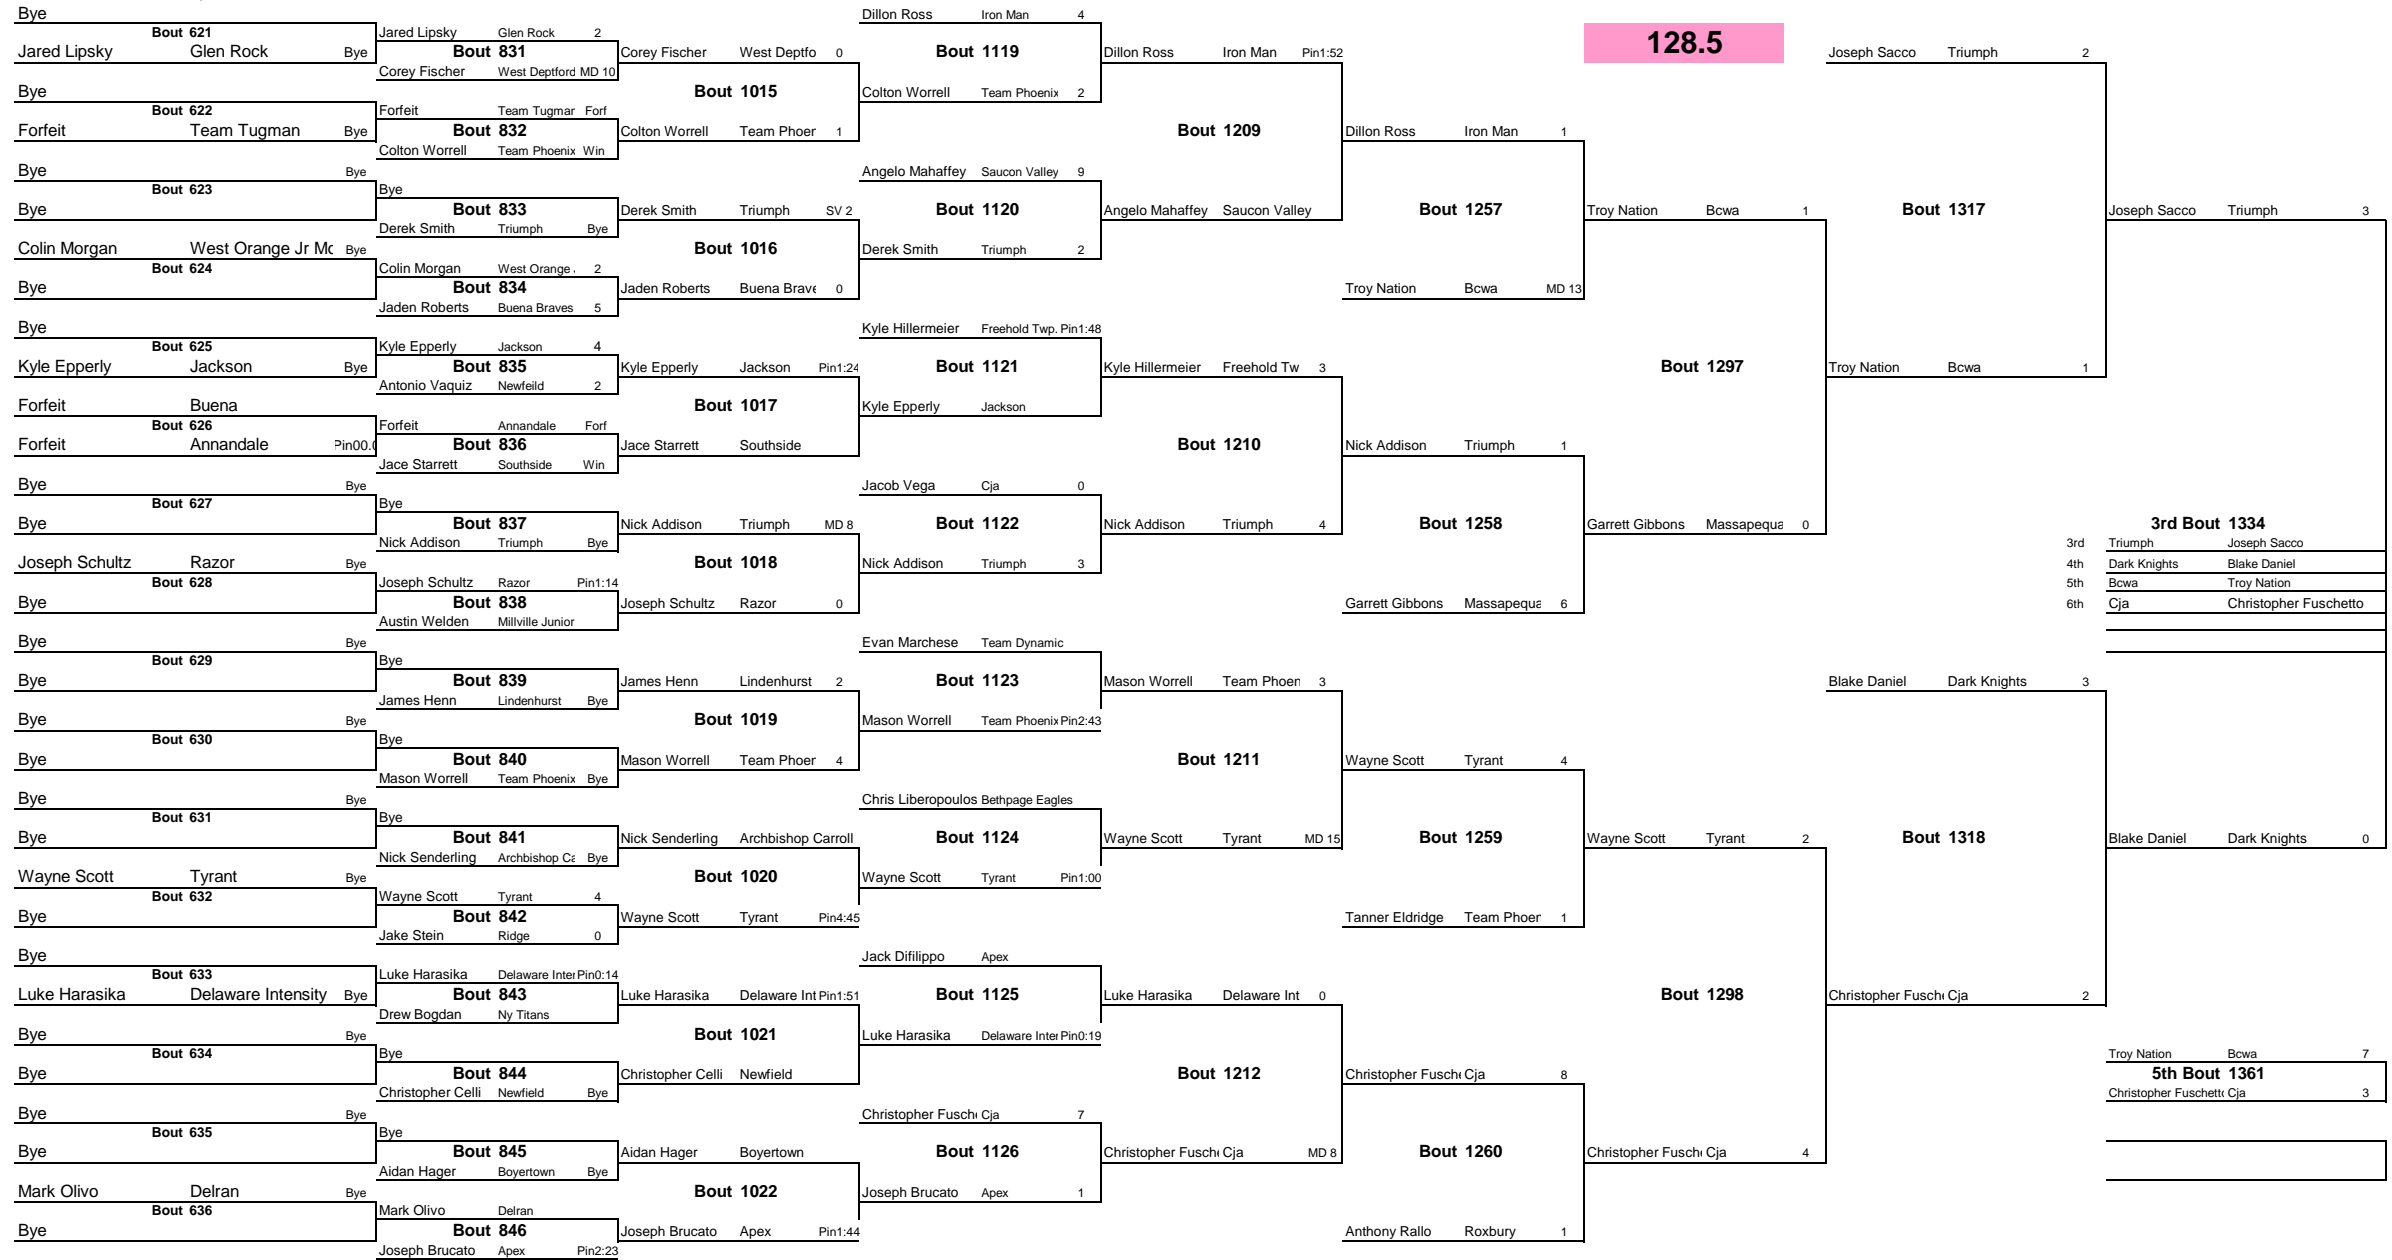 Bye
Bout 621
Jared Lipsky Glen Rock Bye
Bye
Bout 622
Forfeit Team Tugman Bye
Bye Bye
Bout 623
Bye
Colin Morgan West Orange Jr Mc Bye
Bout 624
Bye
Bye
Bout 625
Kyle Epperly Jackson Bye
Forfeit Buena
Bout 626
Forfeit Annandale Pin00.0
Bye Bye
Bout 627
Bye
Joseph Schultz Razor Bye
Bout 628
Bye
Bye Bye
Bout 629
Bye
Bye Bye
Bout 630
Bye
Bye Bye
Bout 631
Bye
Wayne Scott Tyrant Bye
Bout 632
Bye
Bye
Bout 633
Luke Harasika Delaware Intensity Bye
Bye Bye
Bout 634
Bye
Bye Bye
Bout 635
Bye
Mark Olivo Delran Bye
Bout 636
Bye
Jared Lipsky Glen Rock 2
Bout 831
Corey Fischer West Deptford MD 10
Forfeit Team Tugmar Forf
Bout 832
Colton Worrell Team Phoenix Win
Bye
Bout 833
Derek Smith Triumph Bye
Colin Morgan West Orange . 2
Bout 834
Jaden Roberts Buena Braves 5
Kyle Epperly Jackson 4
Bout 835
Antonio Vaquiz Newfeild 2
Forfeit Annandale Forf
Bout 836
Jace Starrett Southside Win
Bye
Bout 837
Nick Addison Triumph Bye
Joseph Schultz Razor Pin1:14
Bout 838
Austin Welden Millville Junior
Bye
Bout 839
James Henn Lindenhurst Bye
Bye
Bout 840
Mason Worrell Team Phoenix Bye
Bye
Bout 841
Nick Senderling Archbishop Ca Bye
Wayne Scott Tyrant 4
Bout 842
Jake Stein Ridge 0
Luke Harasika Delaware Inter Pin0:14
Bout 843
Drew Bogdan Ny Titans
Bye
Bout 844
Christopher Celli Newfield Bye
Bye
Bout 845
Aidan Hager Boyertown Bye
Mark Olivo Delran
Bout 846
Joseph Brucato Apex Pin2:23
Corey Fischer West Deptfo 0
Bout 1015
Colton Worrell Team Phoer 1
Derek Smith Triumph SV 2
Bout 1016
Jaden Roberts Buena Brave 0
Kyle Epperly Jackson Pin1:24
Bout 1017
Jace Starrett Southside
Nick Addison Triumph MD 8
Bout 1018
Joseph Schultz Razor 0
James Henn Lindenhurst 2
Bout 1019
Mason Worrell Team Phoer 4
Nick Senderling Archbishop Carroll
Bout 1020
Wayne Scott Tyrant Pin4:45
Luke Harasika Delaware Int Pin1:51
Bout 1021
Christopher Celli Newfield
Aidan Hager Boyertown
Bout 1022
Joseph Brucato Apex Pin1:44
Dillon Ross Iron Man 4
Bout 1119
Colton Worrell Team Phoenix 2
Angelo Mahaffey Saucon Valley 9
Bout 1120
Derek Smith Triumph 2
Kyle Hillermeier Freehold Twp. Pin1:48
Bout 1121
Kyle Epperly Jackson
Jacob Vega Cja 0
Bout 1122
Nick Addison Triumph 3
Evan Marchese Team Dynamic
Bout 1123
Mason Worrell Team Phoenix Pin2:43
Chris Liberopoulos Bethpage Eagles
Bout 1124
Wayne Scott Tyrant Pin1:00
Jack Difilippo Apex
Bout 1125
Luke Harasika Delaware Inter Pin0:19
Christopher Fusch Cja 7
Bout 1126
Joseph Brucato Apex 1
Dillon Ross Iron Man Pin1:52
Bout 1209
Angelo Mahaffey Saucon Valley
Kyle Hillermeier Freehold Tw 3
Bout 1210
Nick Addison Triumph 4
Mason Worrell Team Phoen 3
Bout 1211
Wayne Scott Tyrant MD 15
Luke Harasika Delaware Int 0
Bout 1212
Christopher Fusch Cja MD 8
Dillon Ross Iron Man 1
Bout 1257
Troy Nation Bcwa MD 13
Nick Addison Triumph 1
Bout 1258
Garrett Gibbons Massapequa 6
Wayne Scott Tyrant 4
Bout 1259
Tanner Eldridge Team Phoer 1
Christopher Fusch Cja 8
Bout 1260
Anthony Rallo Roxbury 1
128.5
Troy Nation Bcwa 1
Bout 1297
Garrett Gibbons Massapequa 0
Wayne Scott Tyrant 2
Bout 1298
Christopher Fusch Cja 4
Joseph Sacco Triumph 2
Bout 1317
Troy Nation Bcwa 1
Blake Daniel Dark Knights 3
Bout 1318
Christopher Fusch Cja 2
Joseph Sacco Triumph 3
3rd Bout 1334
3rd Triumph Joseph Sacco
4th Dark Knights Blake Daniel
5th Bcwa Troy Nation
6th Cja Christopher Fuschetto
Blake Daniel Dark Knights 0
Troy Nation Bcwa 7
5th Bout 1361
Christopher Fuschett Cja 3